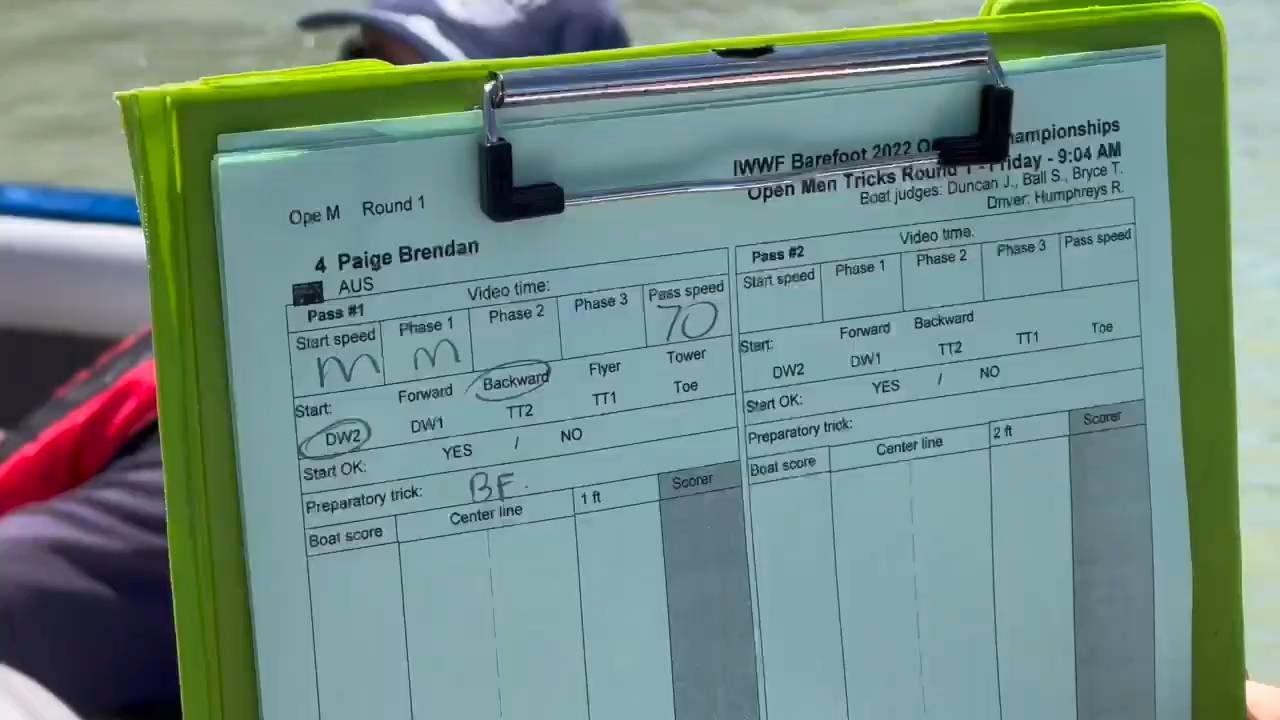 IWWF Barefoot 2022 O ampionships
Open Men Tricks Round 1 - Friday - 9:04 AM
Boat judges: Duncan J., Ball S., Bryce T.
Driver: Humphreys R.
Ope M Round 1
4 Paige Brendan
AUS
Pass #1 Video time:
Start speed Phase 1 Phase 2 Phase 3 Pass speed
m m 70
Start: Forward Backward Flyer Tower
DW2 DW1 TT2 TT1 Toe
Start OK: YES / NO
Preparatory trick: BF.
Boat score Center line 1 ft Scorer
Pass #2 Video time:
Start speed Phase 1 Phase 2 Phase 3 Pass speed
Start: Forward Backward
DW2 DW1 TT2 TT1 Toe
Start OK: YES / NO
Preparatory trick:
Boat score Center line 2 ft Scorer